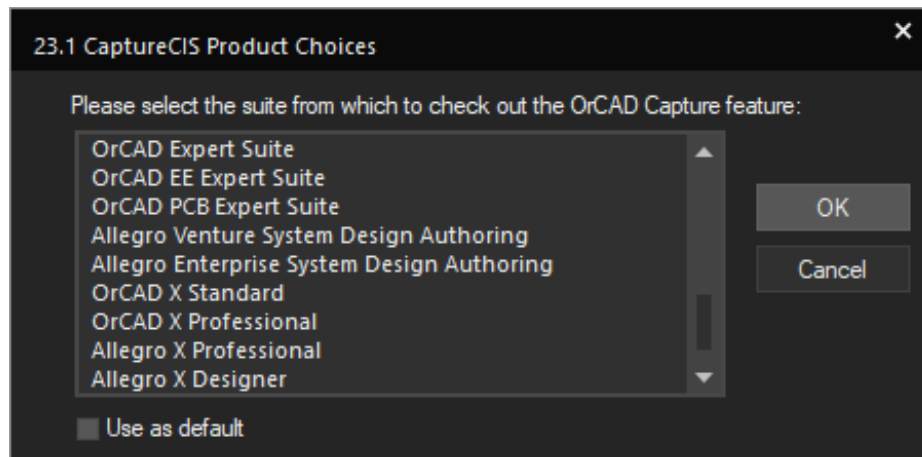 23.1 CaptureCIS Product Choices
Please select the suite from which to check out the OrCAD Capture feature:
OrCAD Expert Suite
OrCAD EE Expert Suite
OrCAD PCB Expert Suite
Allegro Venture System Design Authoring
Allegro Enterprise System Design Authoring
OrCAD X Standard
OrCAD X Professional
Allegro X Professional
Allegro X Designer
OK
Cancel
Use as default